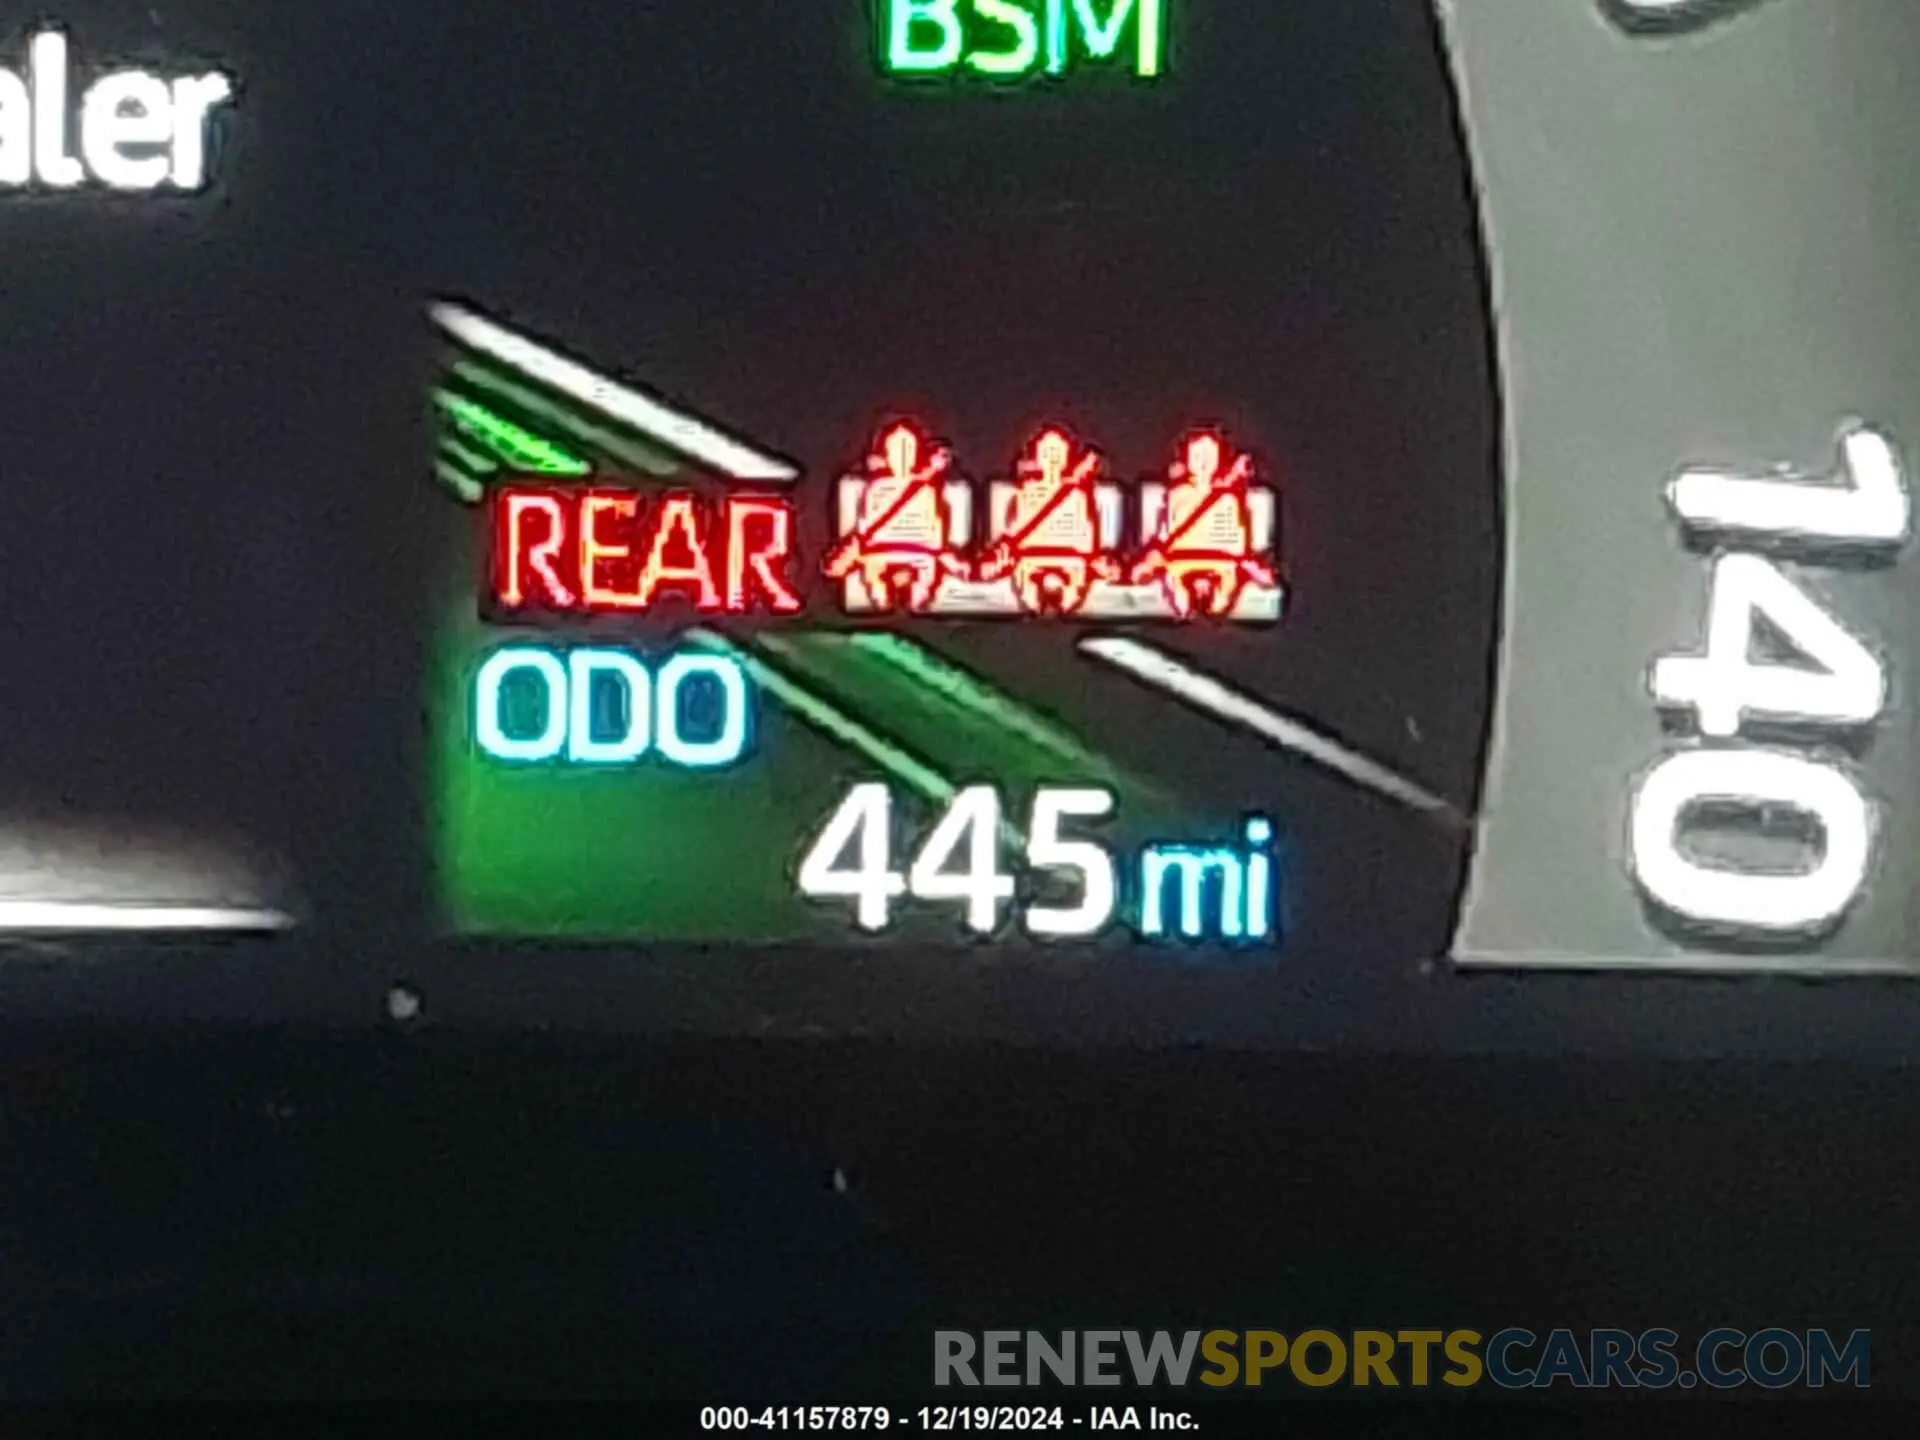 BSM
aler
REAR
ODO
445 mi
140
RENEWSPORTSCARS.COM
000-41157879 - 12/19/2024 - IAA Inc.